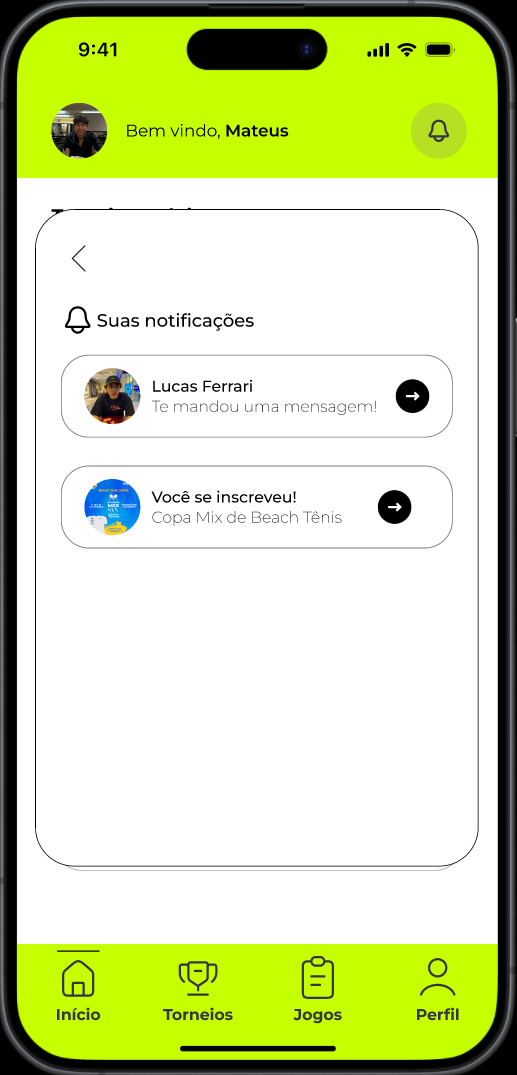 9:41
Bem vindo, Mateus
Suas notificações
Lucas Ferrari
Te mandou uma mensagem!
MIX
Você se inscreveu!
Copa Mix de Beach Tênis
Início
Torneios
Jogos
Perfil